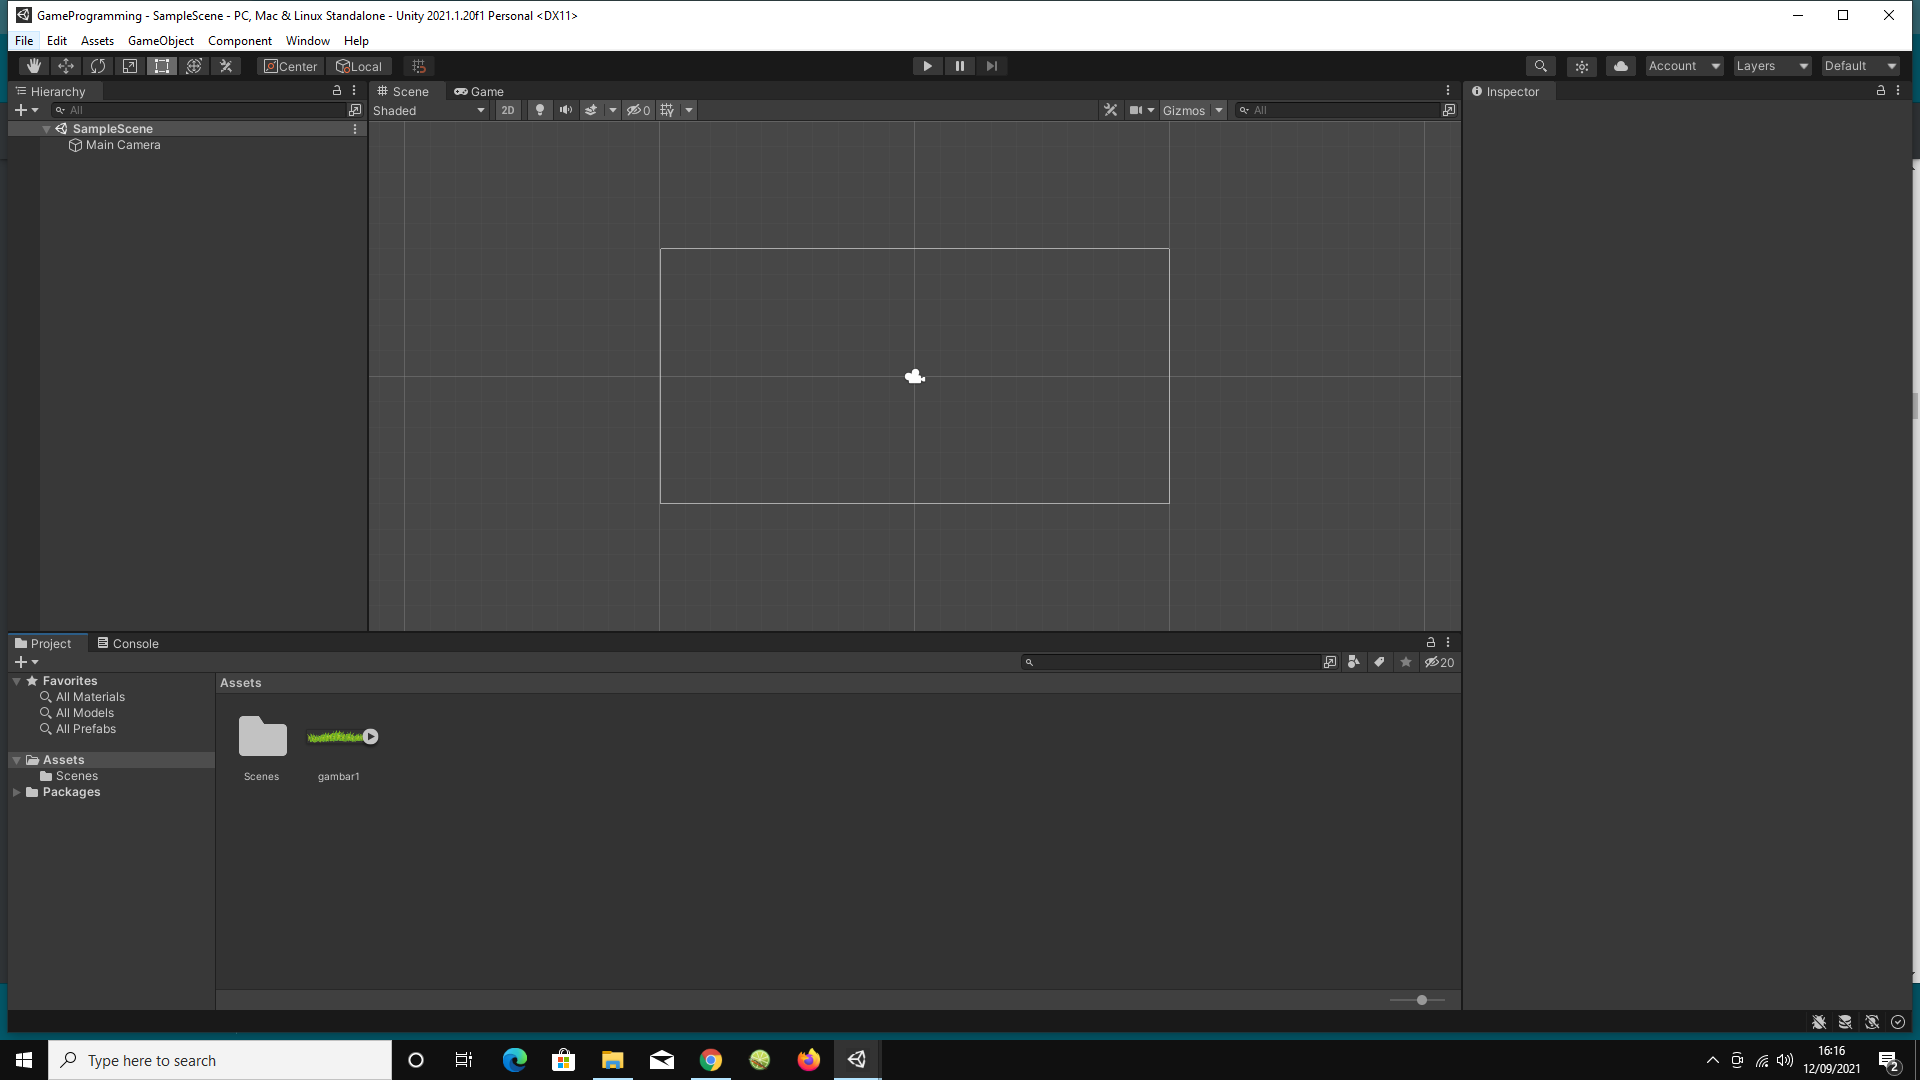 GameProgramming - SampleScene - PC, Mac & Linux Standalone - Unity 2021.1.20f1 Personal <DX11>
File Edit Assets GameObject Component Window Help
Center Local Account Layers Default
Hierarchy Scene Game Inspector
All Shaded 2D 0 Gizmos All
SampleScene
Main Camera
Project Console
20
Favorites Assets
All Materials
All Models
All Prefabs
Assets
Scenes
Packages
Scenes gambar1
Type here to search
16:16
12/09/2021
2